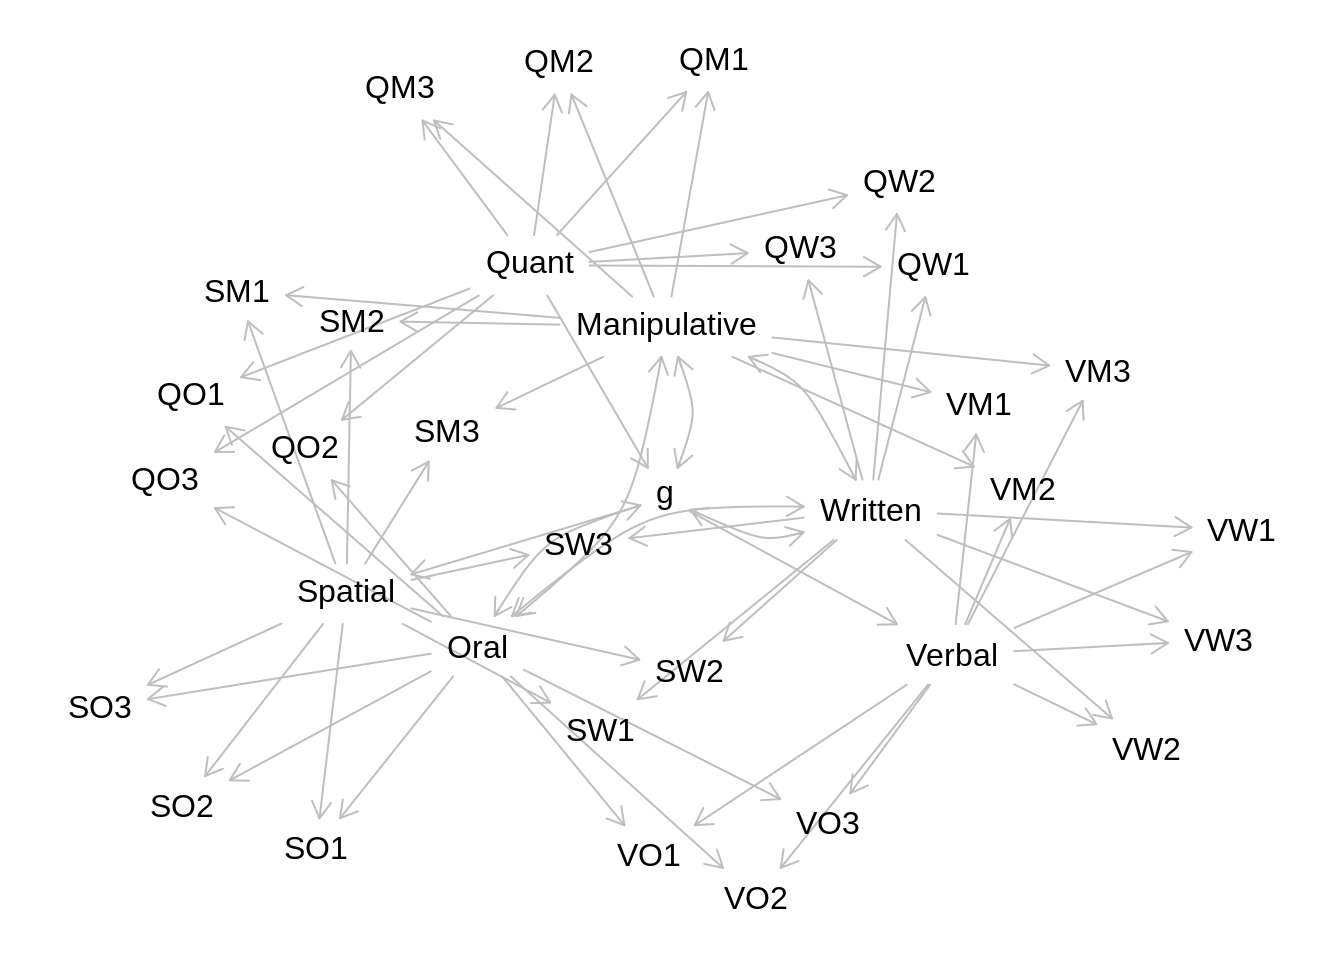 QM1
QM2
QM3
QW2
QW3
QW1
Quant
SM1
SM2
Manipulative
VM3
QO1
VM1
SM3
QO2
QO3
g
VM2
Written
VW1
SW3
Spatial
Oral
VW3
Verbal
SW2
SO3
SW1
VW2
SO2
VO3
SO1
VO1
VO2